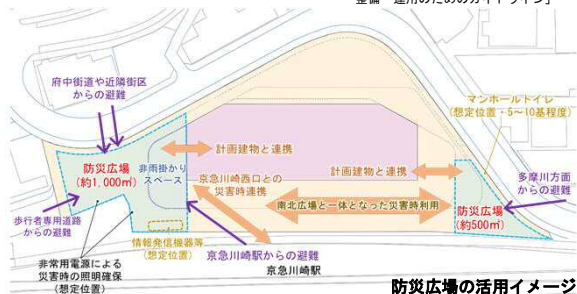 整備・運用のためのガイドライン」
府中街道や近隣街区
からの避難
マンホールトイレ
(想定位置・5~10基程度)
計画建物と連携
防災広場
(約1,000㎡)
非雨掛かり
スペース
京急川崎西口との
災害時連携
計画建物と連携
多摩川方面
からの避難
南北広場と一体となった災害時利用
防災広場
(約500㎡)
歩行者専用道路
からの避難
情報発信機器等
(想定位置)
京急川崎駅からの避難
非常用電源による
災害時の照明確保
(想定位置)
京急川崎駅
防災広場の活用イメージ